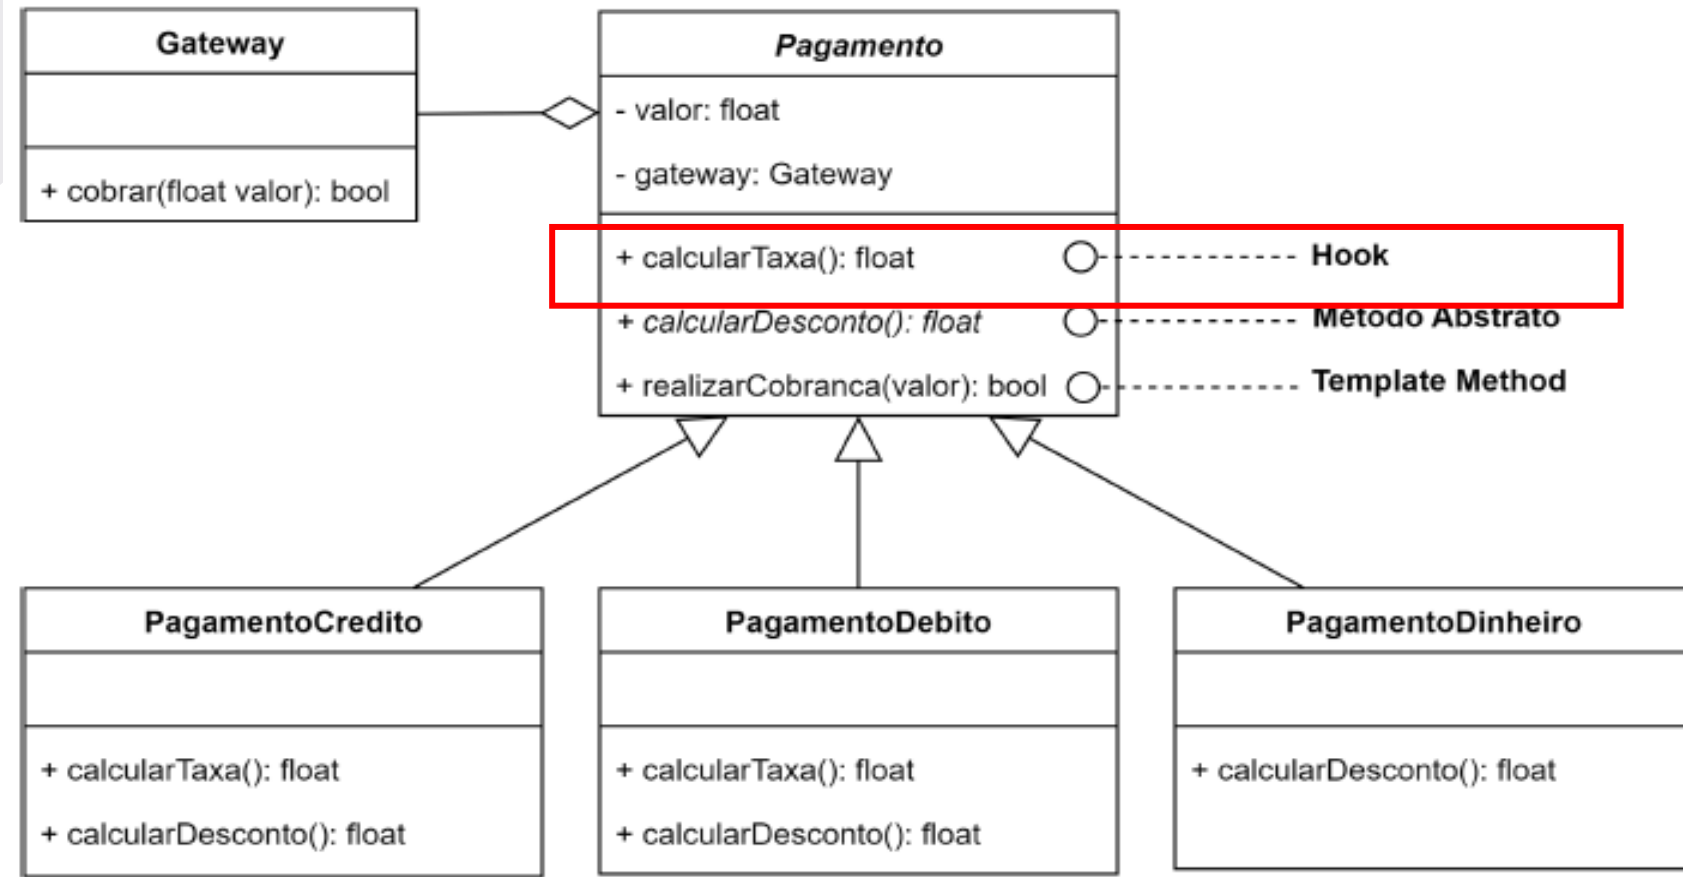 Gateway
+ cobrar(float valor): bool
Pagamento
- valor: float
- gateway: Gateway
+ calcularTaxa(): float
Hook
+ calcularDesconto(): float
Método Abstrato
+ realizarCobranca(valor): bool
Template Method
PagamentoCredito
+ calcularTaxa(): float
+ calcularDesconto(): float
PagamentoDebito
+ calcularTaxa(): float
+ calcularDesconto(): float
PagamentoDinheiro
+ calcularDesconto(): float